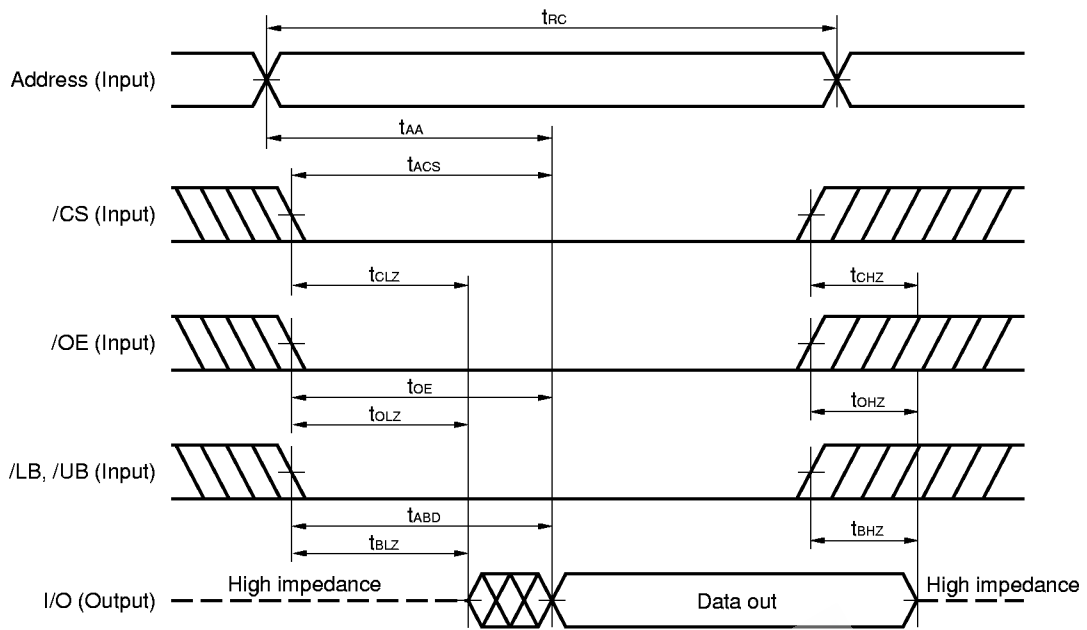 tRC
Address (Input)
tAA
tACS
/CS (Input)
tCLZ
tCHZ
/OE (Input)
tOE
tOLZ
tOHZ
/LB, /UB (Input)
tABD
tBLZ
tBHZ
I/O (Output)
High impedance
Data out
High impedance